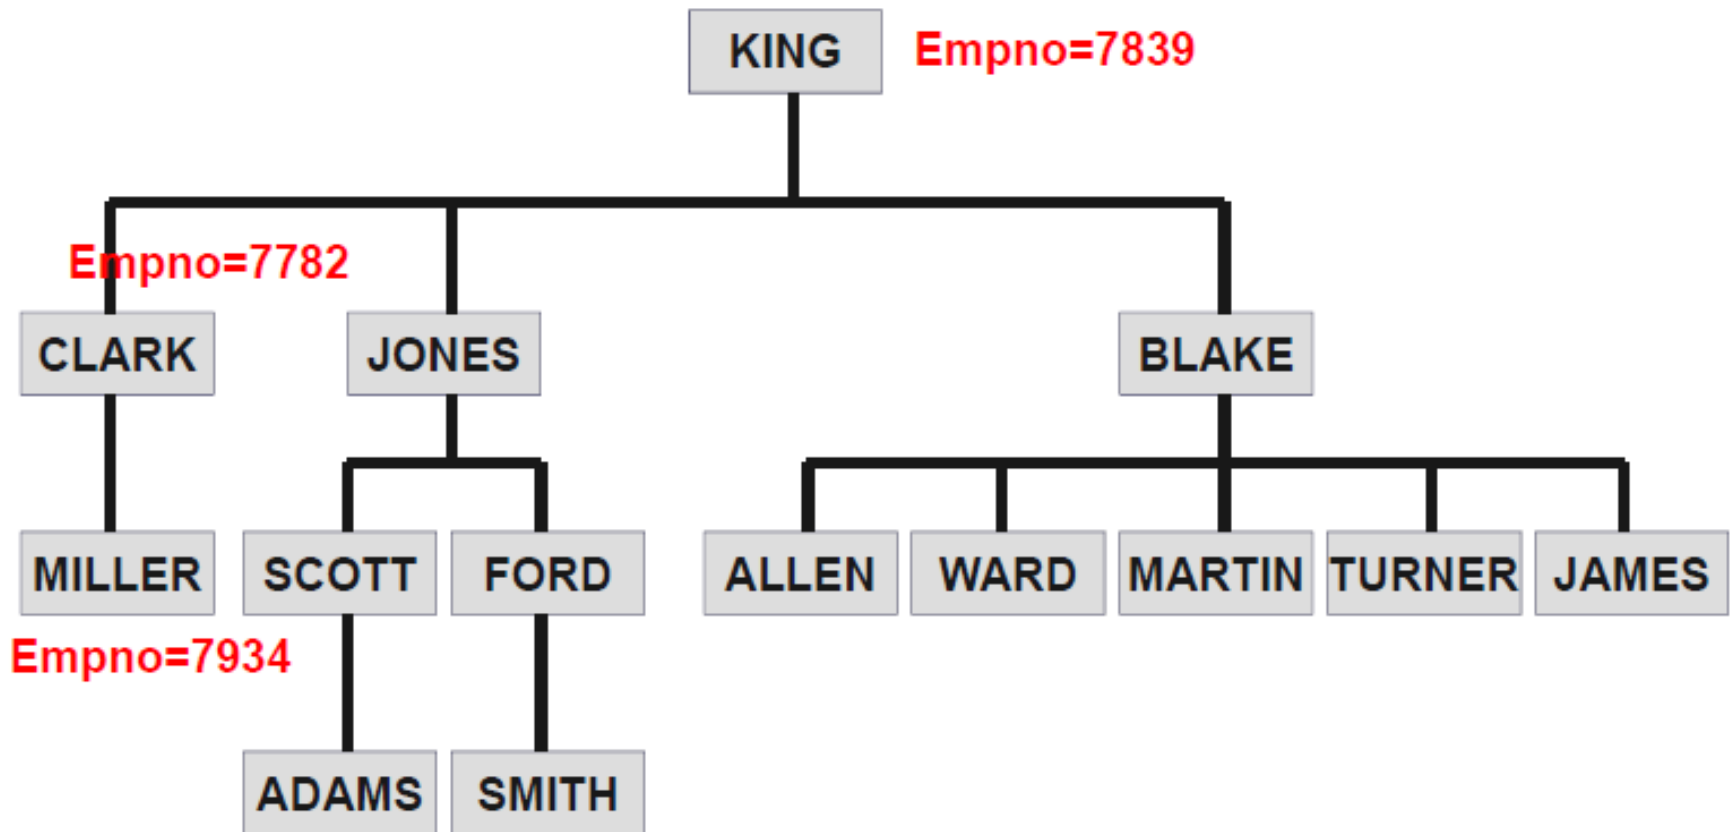 KING
Empno=7839
Empno=7782
CLARK
JONES
BLAKE
MILLER
SCOTT
FORD
ALLEN
WARD
MARTIN
TURNER
JAMES
Empno=7934
ADAMS
SMITH